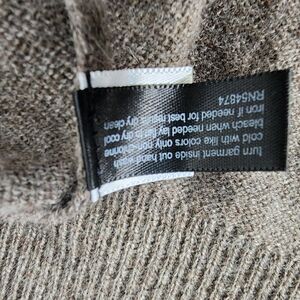 turn garment inside out hand wash
cold with like colors only non-chlorine
bleach when needed lay flat to dry cool
iron if needed for best results dry clean
RN54874